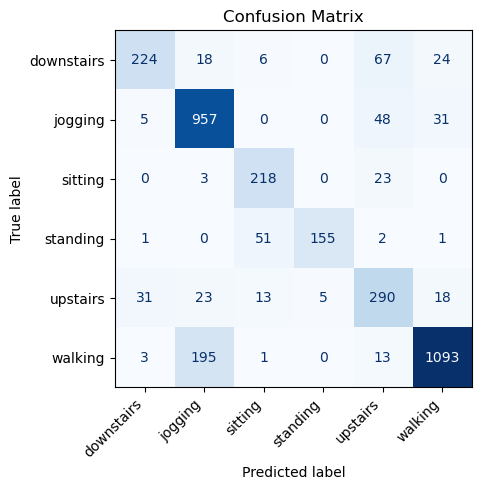 Confusion Matrix
True label
downstairs 224 18 6 0 67 24
jogging 5 957 0 0 48 31
sitting 0 3 218 0 23 0
standing 1 0 51 155 2 1
upstairs 31 23 13 5 290 18
walking 3 195 1 0 13 1093
downstairs jogging sitting standing upstairs walking
Predicted label